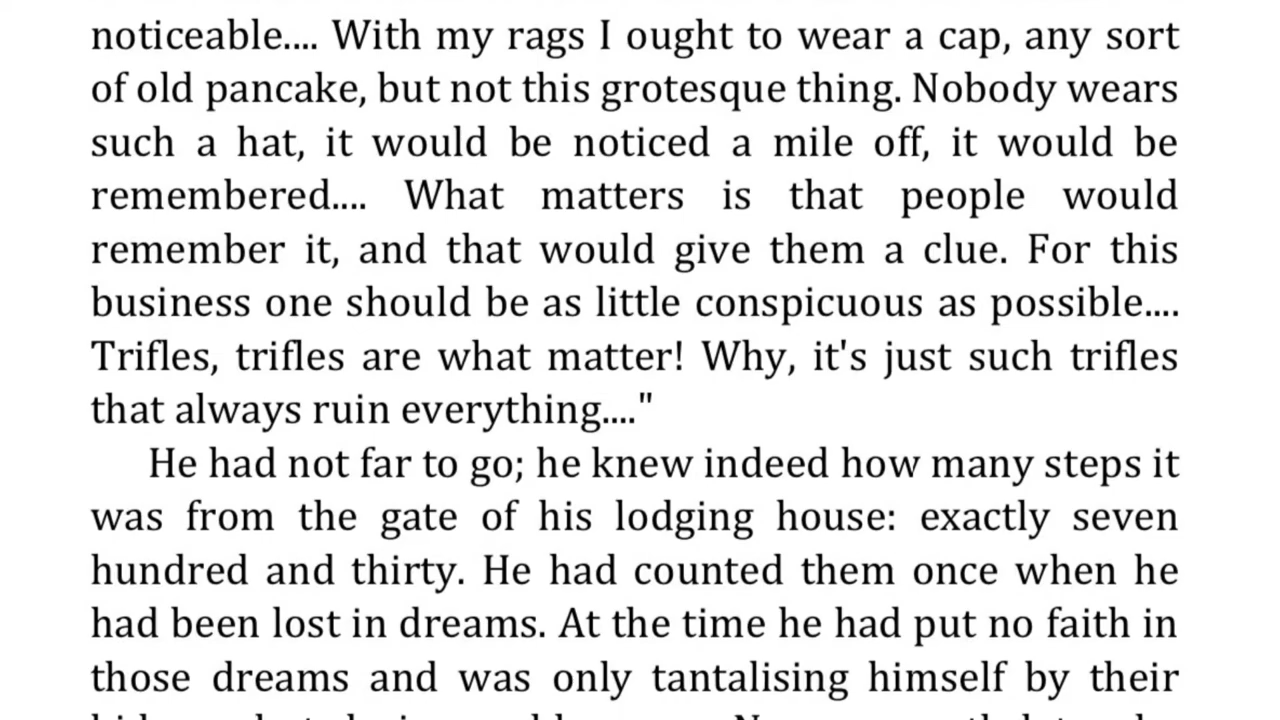 noticeable.... With my rags I ought to wear a cap, any sort
of old pancake, but not this grotesque thing. Nobody wears
such a hat, it would be noticed a mile off, it would be
remembered.... What matters is that people would
remember it, and that would give them a clue. For this
business one should be as little conspicuous as possible....
Trifles, trifles are what matter! Why, it's just such trifles
that always ruin everything...."
He had not far to go; he knew indeed how many steps it
was from the gate of his lodging house: exactly seven
hundred and thirty. He had counted them once when he
had been lost in dreams. At the time he had put no faith in
those dreams and was only tantalising himself by their